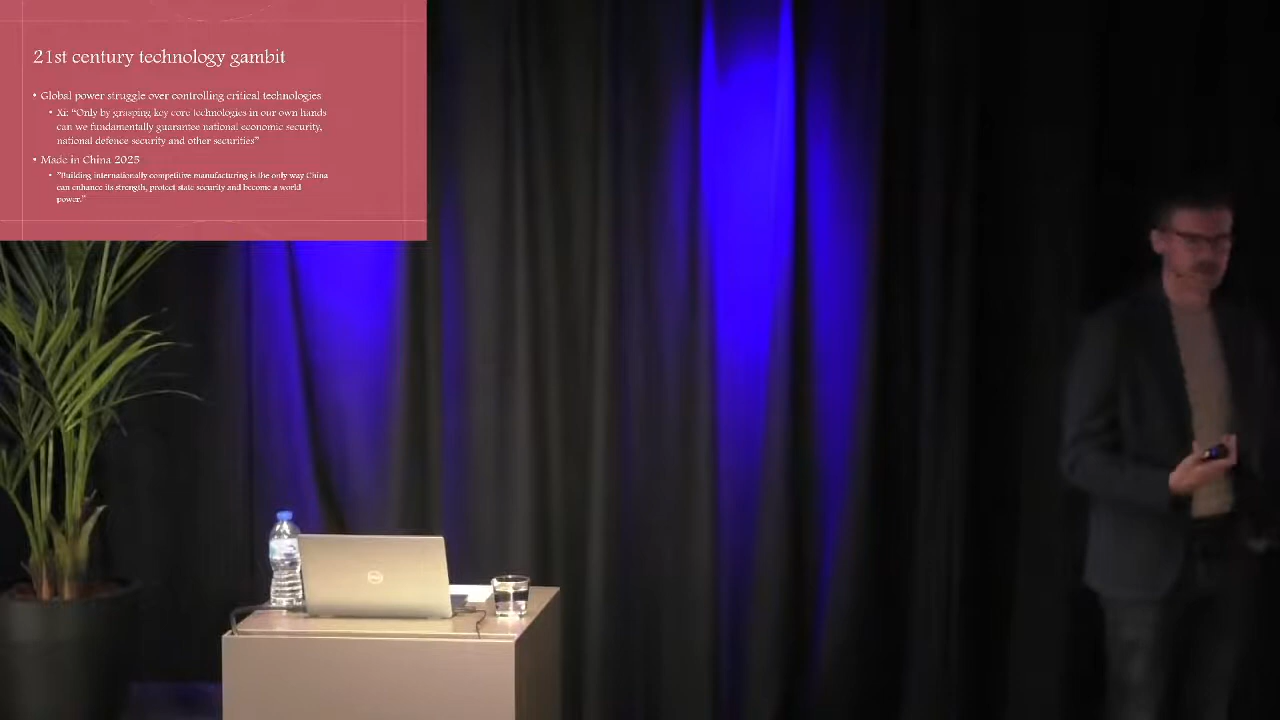 21st century technology gambit
• Global power struggle over controlling critical technologies
• Xi: “Only by grasping key core technologies in our own hands
can we fundamentally guarantee national economic security,
national defence security and other securities”
• Made in China 2025
• ”Building internationally competitive manufacturing is the only way China
can enhance its strength, protect state security and become a world
power.”